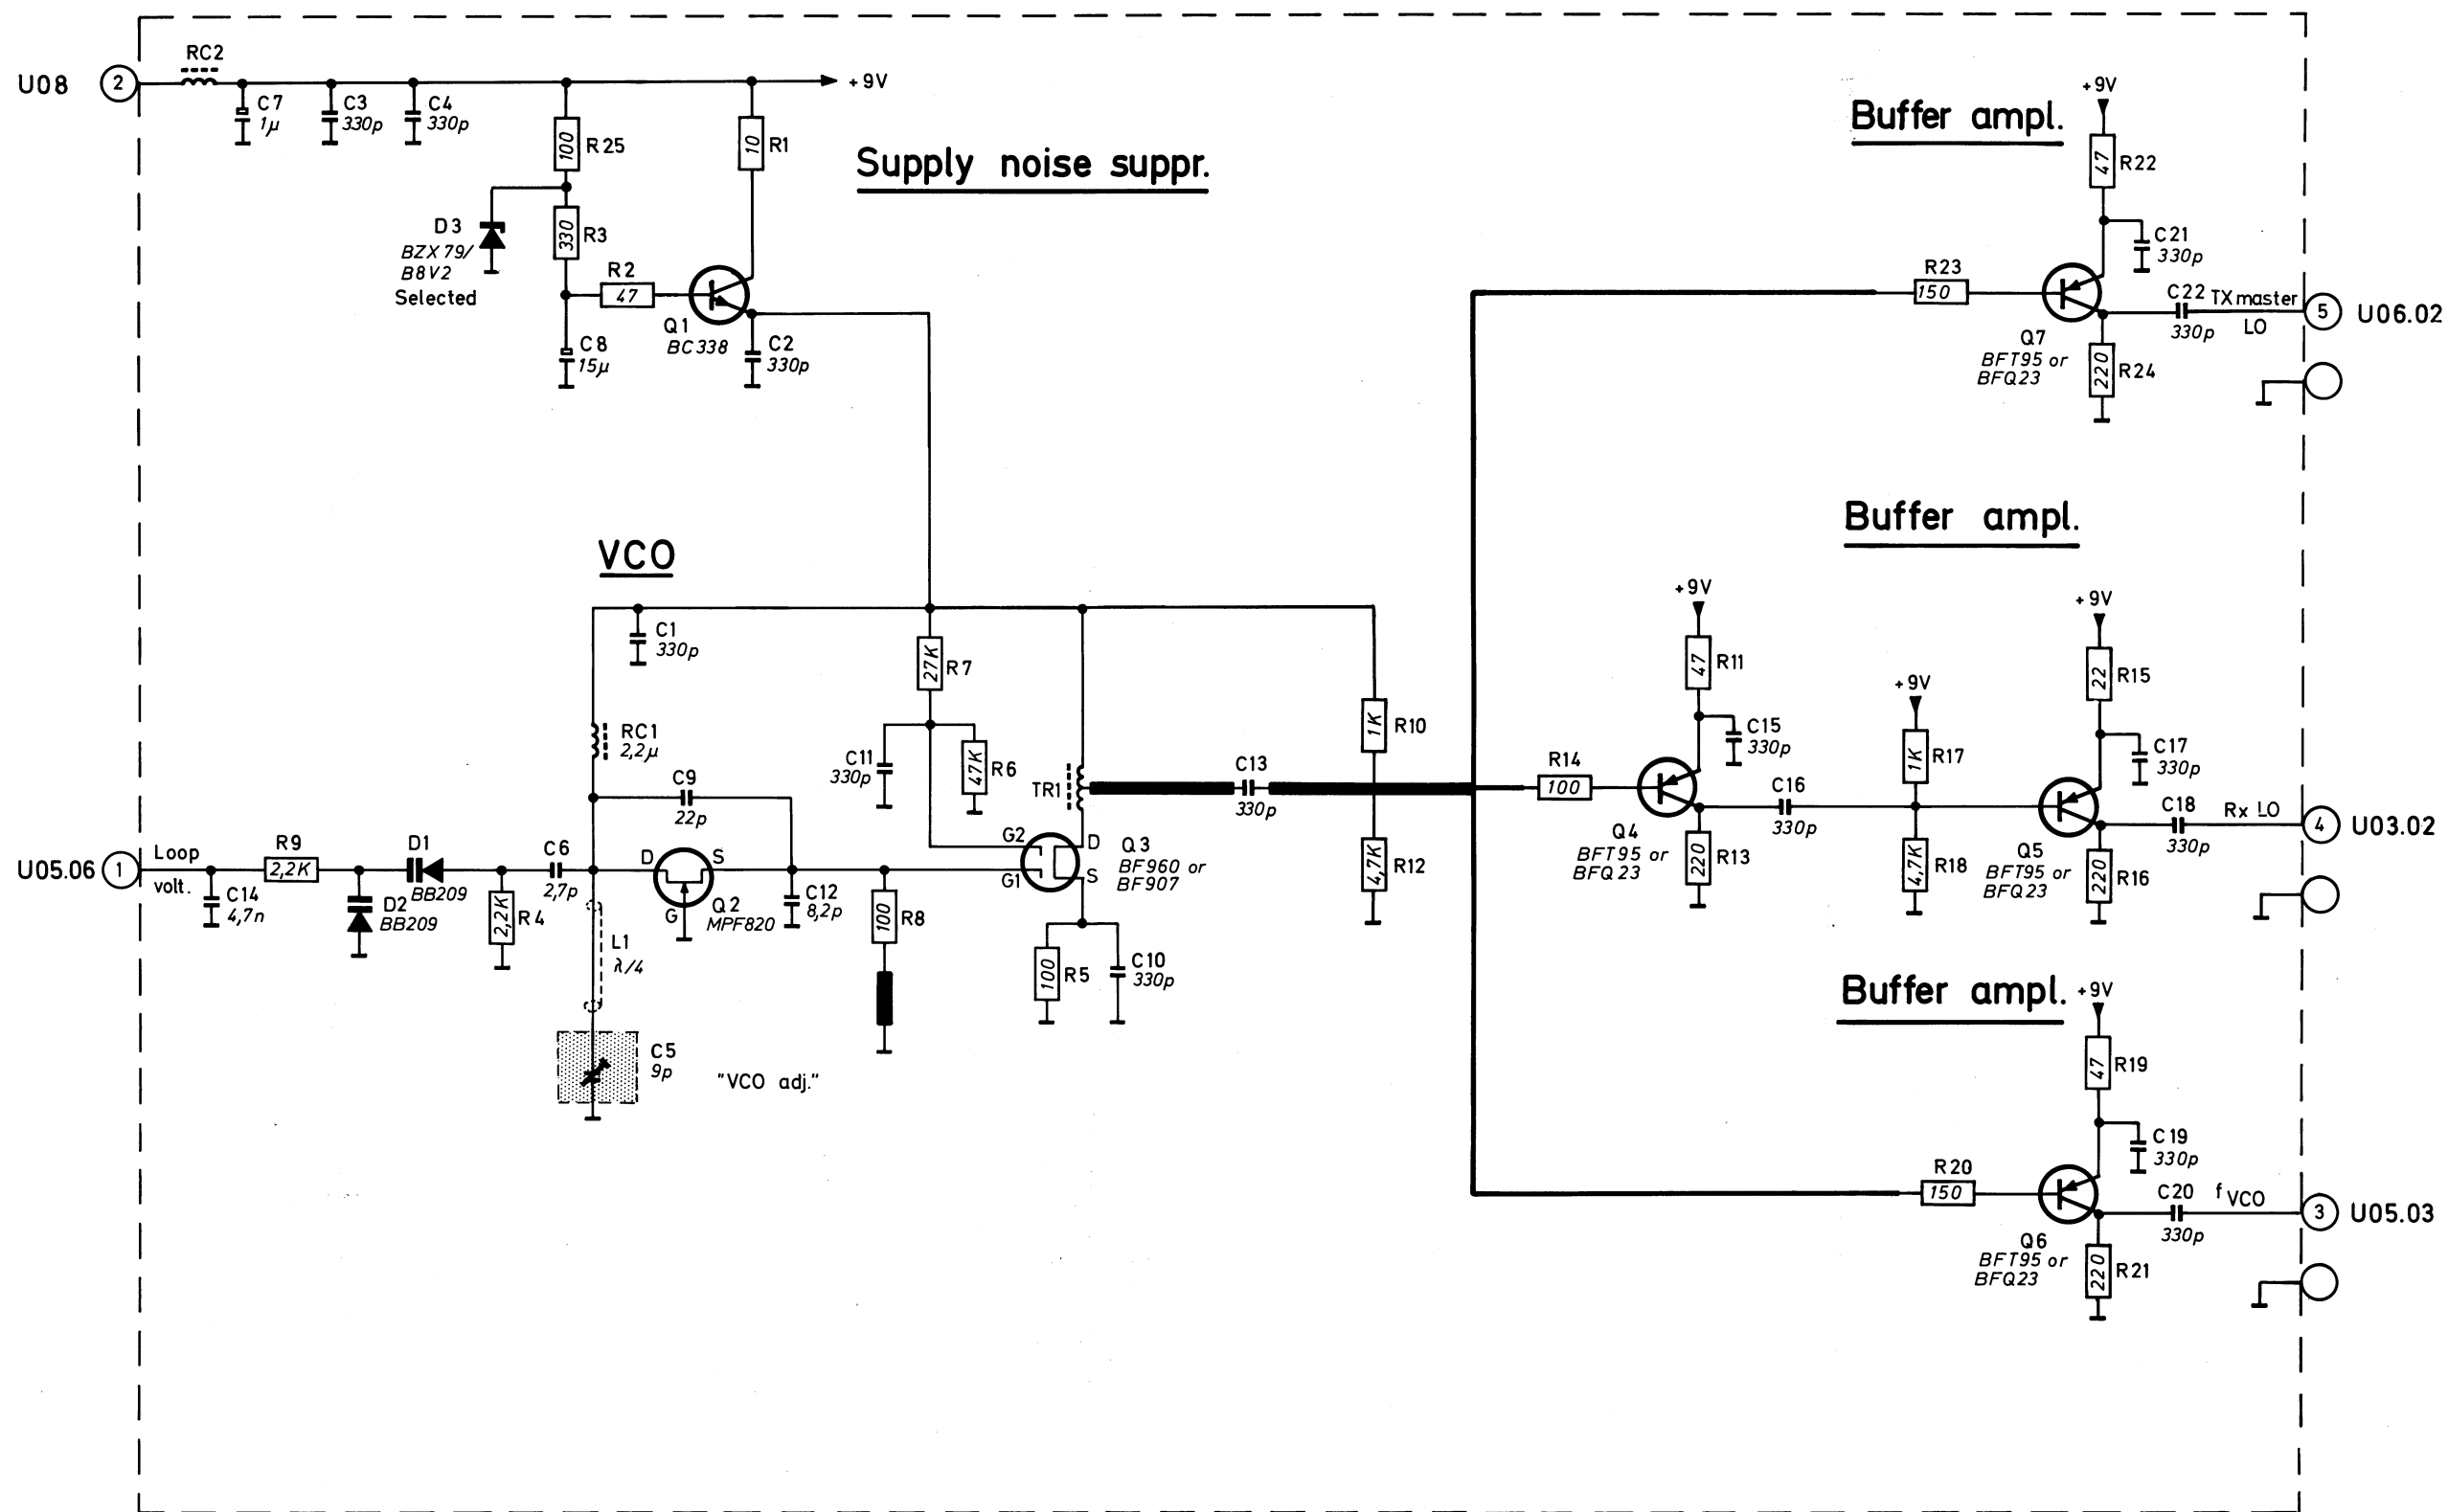 RC2
U08
2
+9V
C7
1µ
C3
330p
C4
330p
100
R25
10
R1
Supply noise suppr.
D3
BZX 79/
B8V2
Selected
330
R3
R2
47
Q1
BC338
C8
15µ
C2
330p
Buffer ampl.
+9V
47
R22
C21
330p
R23
150
Q7
BFT95 or
BFQ23
C22
330p
TX master
LO
5
U06.02
220
R24
VCO
C1
330p
27K
R7
RC1
2,2µ
C11
330p
47K
R6
C9
22p
TR1
C13
330p
1K
R10
4,7K
R12
U05.06
1
Loop
volt.
R9
2,2K
C14
4,7n
D1
BB209
D2
BB209
2,2K
R4
C6
2,7p
D
S
G
Q2
MPF820
C12
8,2p
100
R8
G2
G1
D
S
Q3
BF960 or
BF907
L1
λ/4
100
R5
C10
330p
C5
9p
"VCO adj."
Buffer ampl.
+9V
47
R11
C15
330p
R14
100
Q4
BFT95 or
BFQ 23
220
R13
C16
330p
+9V
1K
R17
4,7K
R18
+9V
22
R15
C17
330p
Q5
BFT95 or
BFQ23
220
R16
C18
330p
Rx LO
4
U03.02
Buffer ampl.
+9V
47
R19
C19
330p
R20
150
Q6
BFT95 or
BFQ23
C20
330p
f VCO
3
U05.03
220
R21